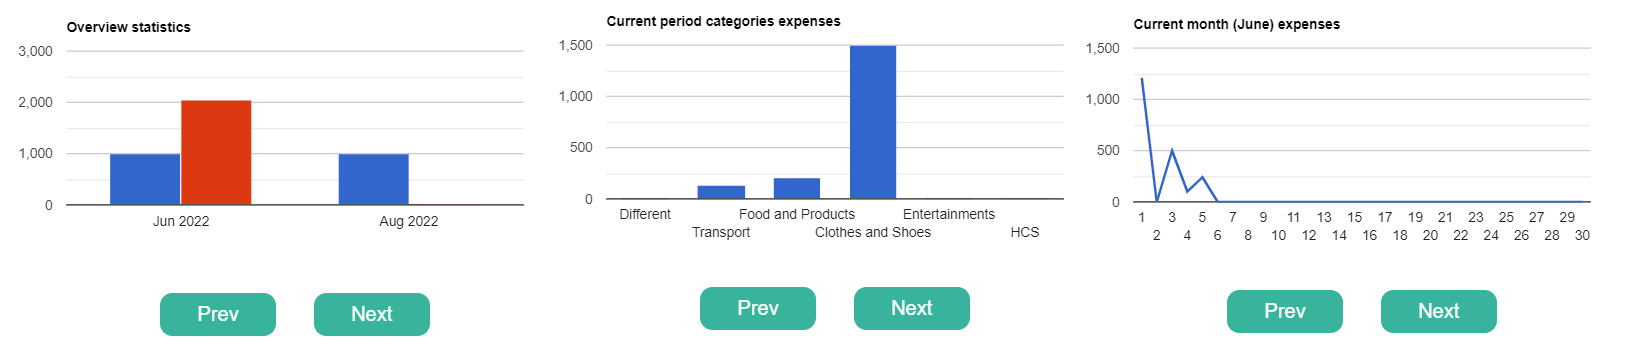 Overview statistics
3,000
2,000
1,000
0
Jun 2022
Aug 2022
Prev
Next
Current period categories expenses
1,500
1,000
500
0
Different
Transport
Food and Products
Clothes and Shoes
Entertainments
HCS
Prev
Next
Current month (June) expenses
1,500
1,000
500
0
1 3 5 7 9 11 13 15 17 19 21 23 25 27 29
2 4 6 8 10 12 14 16 18 20 22 24 26 28 30
Prev
Next